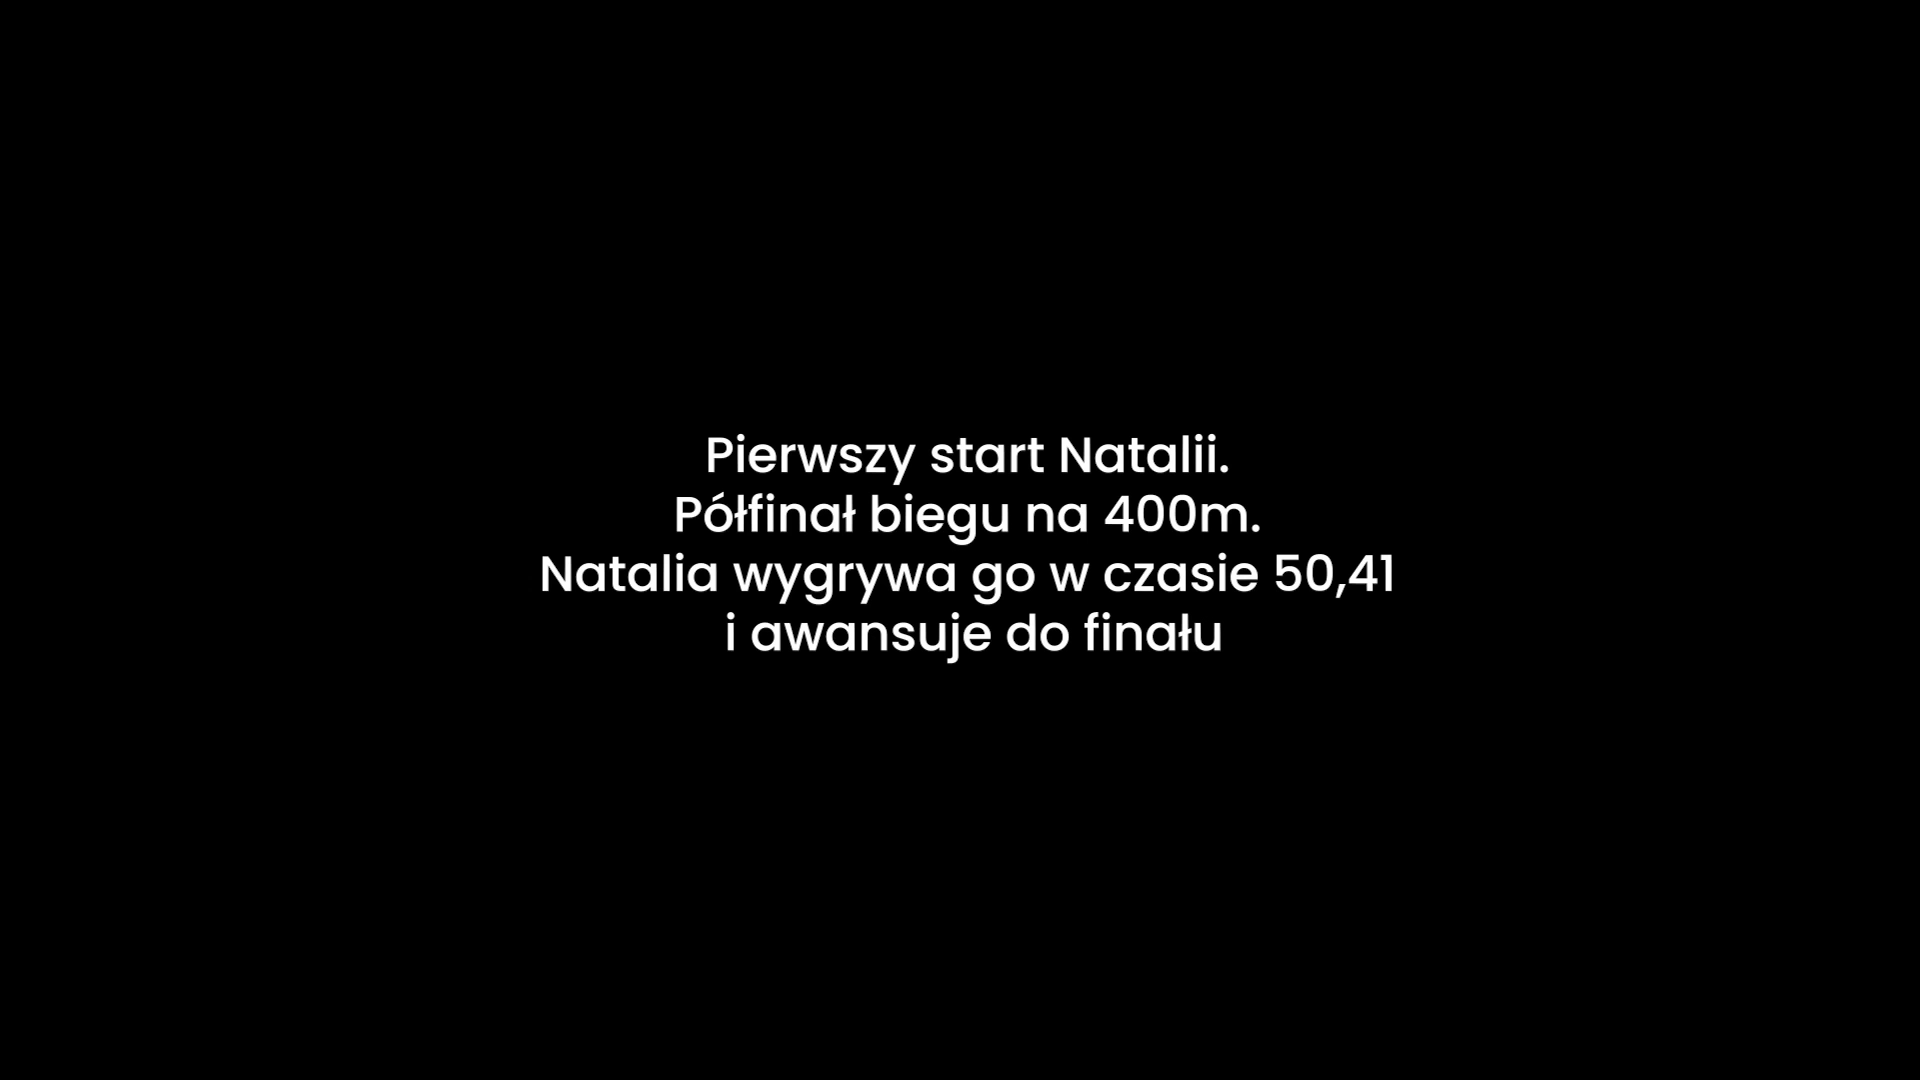 Pierwszy start Natalii.
Półfinał biegu na 400m.
Natalia wygrywa go w czasie 50,41
i awansuje do finału